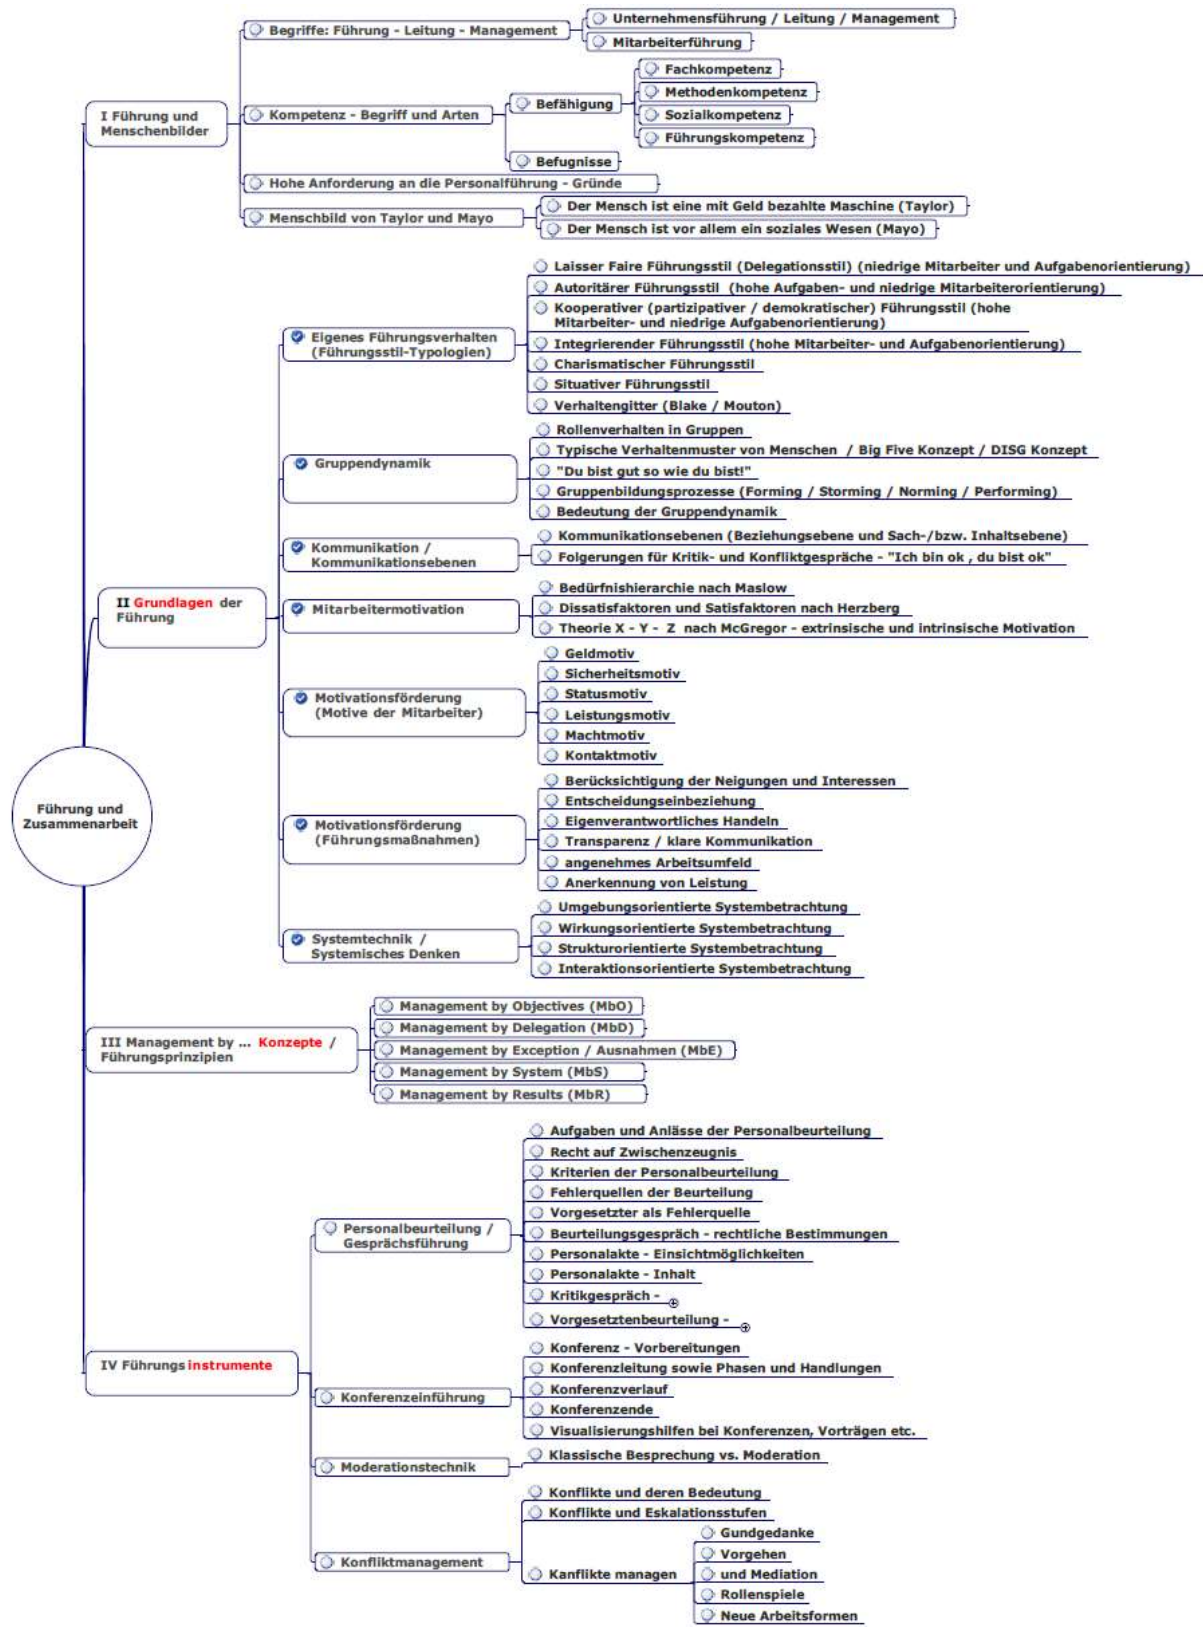 Führung und
Zusammenarbeit
I Führung und
Menschenbilder
Begriffe: Führung - Leitung - Management
Unternehmensführung / Leitung / Management
Mitarbeiterführung
Kompetenz - Begriff und Arten
Befähigung
Fachkompetenz
Methodenkompetenz
Sozialkompetenz
Führungskompetenz
Befugnisse
Hohe Anforderung an die Personalführung - Gründe
Menschbild von Taylor und Mayo
Der Mensch ist eine mit Geld bezahlte Maschine (Taylor)
Der Mensch ist vor allem ein soziales Wesen (Mayo)
II Grundlagen der
Führung
Eigenes Führungsverhalten
(Führungsstil-Typologien)
Laisser Faire Führungsstil (Delegationsstil) (niedrige Mitarbeiter und Aufgabenorientierung)
Autoritärer Führungsstil (hohe Aufgaben- und niedrige Mitarbeiterorientierung)
Kooperativer (partizipativer / demokratischer) Führungsstil (hohe
Mitarbeiter- und niedrige Aufgabenorientierung)
Integrierender Führungsstil (hohe Mitarbeiter- und Aufgabenorientierung)
Charismatischer Führungsstil
Situativer Führungsstil
Verhaltengitter (Blake / Mouton)
Gruppendynamik
Rollenverhalten in Gruppen
Typische Verhaltenmuster von Menschen / Big Five Konzept / DISG Konzept
"Du bist gut so wie du bist!"
Gruppenbildungsprozesse (Forming / Storming / Norming / Performing)
Bedeutung der Gruppendynamik
Kommunikation /
Kommunikationsebenen
Kommunikationsebenen (Beziehungsebene und Sach-/bzw. Inhaltsebene)
Folgerungen für Kritik- und Konfliktgespräche - "Ich bin ok , du bist ok"
Mitarbeitermotivation
Bedürfnishierarchie nach Maslow
Dissatisfaktoren und Satisfaktoren nach Herzberg
Theorie X - Y - Z nach McGregor - extrinsische und intrinsische Motivation
Motivationsförderung
(Motive der Mitarbeiter)
Geldmotiv
Sicherheitsmotiv
Statusmotiv
Leistungsmotiv
Machtmotiv
Kontaktmotiv
Motivationsförderung
(Führungsmaßnahmen)
Berücksichtigung der Neigungen und Interessen
Entscheidungseinbeziehung
Eigenverantwortliches Handeln
Transparenz / klare Kommunikation
angenehmes Arbeitsumfeld
Anerkennung von Leistung
Systemtechnik /
Systemisches Denken
Umgebungsorientierte Systembetrachtung
Wirkungsorientierte Systembetrachtung
Strukturorientierte Systembetrachtung
Interaktionsorientierte Systembetrachtung
III Management by ... Konzepte /
Führungsprinzipien
Management by Objectives (MbO)
Management by Delegation (MbD)
Management by Exception / Ausnahmen (MbE)
Management by System (MbS)
Management by Results (MbR)
IV Führungsinstrumente
Personalbeurteilung /
Gesprächsführung
Aufgaben und Anlässe der Personalbeurteilung
Recht auf Zwischenzeugnis
Kriterien der Personalbeurteilung
Fehlerquellen der Beurteilung
Vorgesetzter als Fehlerquelle
Beurteilungsgespräch - rechtliche Bestimmungen
Personalakte - Einsichtmöglichkeiten
Personalakte - Inhalt
Kritikgespräch -
Vorgesetztenbeurteilung -
Konferenzeinführung
Konferenz - Vorbereitungen
Konferenzleitung sowie Phasen und Handlungen
Konferenzverlauf
Konferenzende
Visualisierungshilfen bei Konferenzen, Vorträgen etc.
Moderationstechnik
Klassische Besprechung vs. Moderation
Konfliktmanagement
Konflikte und deren Bedeutung
Konflikte und Eskalationsstufen
Kanflikte managen
Gundgedanke
Vorgehen
und Mediation
Rollenspiele
Neue Arbeitsformen